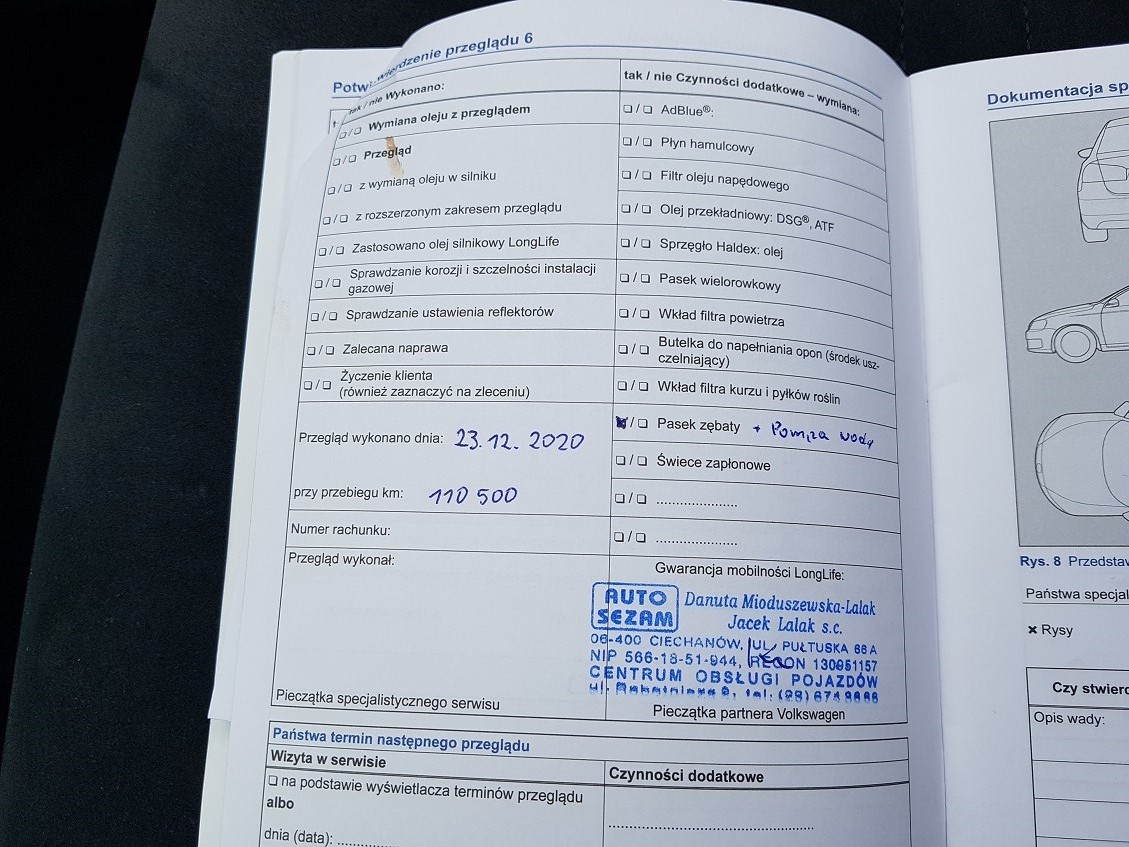 Potw
wierdzenie przeglądu 6
tak / nie Wykonano:
❑/❑ Wymiana oleju z przeglądem
❑/❑ Przegląd
❑/❑ z wymianą oleju w silniku
❑/❑ z rozszerzonym zakresem przeglądu
❑/❑ Zastosowano olej silnikowy LongLife
❑/❑ Sprawdzanie korozji i szczelności instalacji
gazowej
❑/❑ Sprawdzanie ustawienia reflektorów
❑/❑ Zalecana naprawa
❑/❑ Życzenie klienta
(również zaznaczyć na zleceniu)
Przegląd wykonano dnia: 23.12.2020
przy przebiegu km: 110 500
Numer rachunku:
Przegląd wykonał:
Pieczątka specjalistycznego serwisu
tak / nie Czynności dodatkowe – wymiana:
❑/❑ AdBlue®:
❑/❑ Płyn hamulcowy
❑/❑ Filtr oleju napędowego
❑/❑ Olej przekładniowy: DSG®, ATF
❑/❑ Sprzęgło Haldex: olej
❑/❑ Pasek wielorowkowy
❑/❑ Wkład filtra powietrza
❑/❑ Butelka do napełniania opon (środek usz-
czelniający)
❑/❑ Wkład filtra kurzu i pyłków roślin
☒/❑ Pasek zębaty + Pompa wody
❑/❑ Świece zapłonowe
❑/❑ .....................
❑/❑ .....................
Gwarancja mobilności LongLife:
AUTO
SEZAM
Danuta Mioduszewska-Lalak
Jacek Lalak s.c.
06-400 CIECHANÓW, UL. PUŁTUSKA 66 A
NIP 566-18-51-944, REGON 130951157
CENTRUM OBSŁUGI POJAZDÓW
Pieczątka partnera Volkswagen
Państwa termin następnego przeglądu
Wizyta w serwisie
❑ na podstawie wyświetlacza terminów przeglądu
albo
dnia (data): ....................
Czynności dodatkowe
.....................................................
Dokumentacja sp
Rys. 8 Przedstaw
Państwa specjal
× Rysy
Czy stwierd
Opis wady: